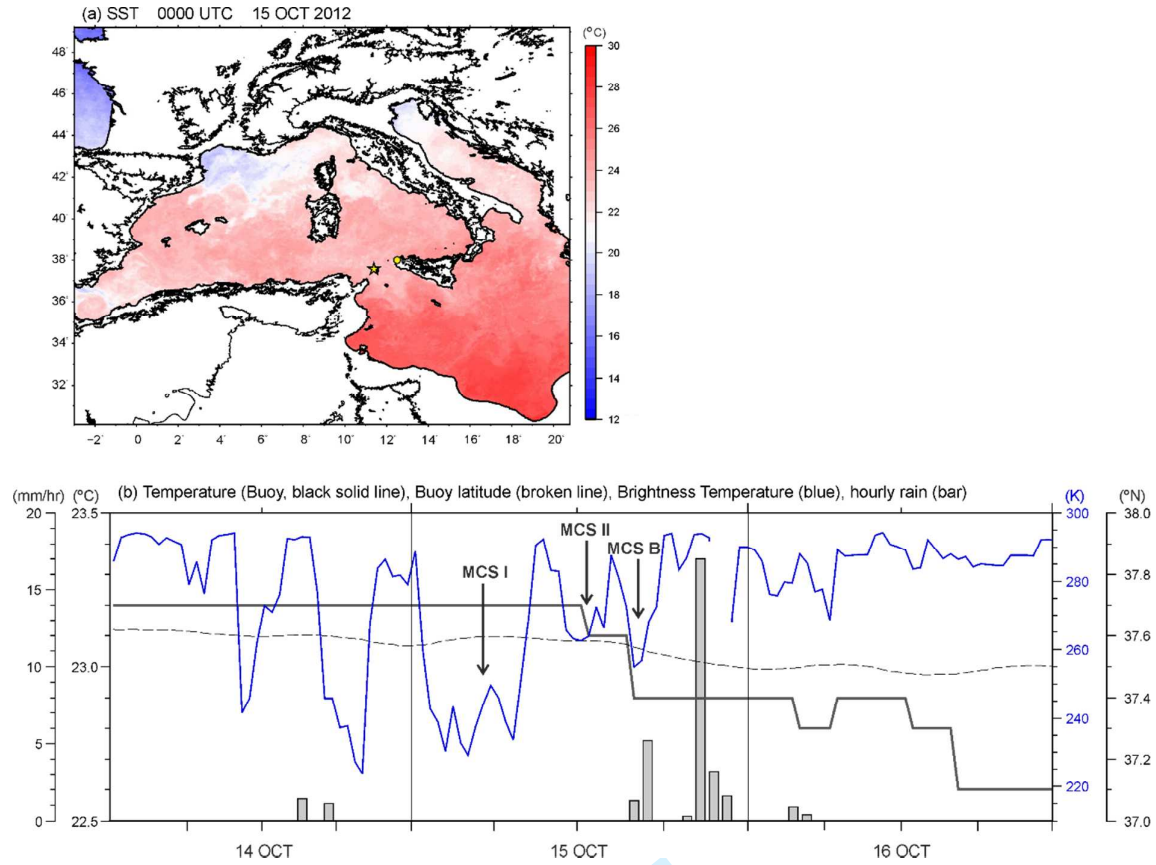 (a) SST 0000 UTC 15 OCT 2012
(°C)
48′
46′
44′
42′
40′
38′
36′
34′
32′
30
28
26
24
22
20
18
16
14
12
−2′ 0 2′ 4′ 6′ 8′ 10′ 12′ 14′ 16′ 18′ 20′
(mm/hr) (°C) (b) Temperature (Buoy, black solid line), Buoy latitude (broken line), Brightness Temperature (blue), hourly rain (bar) (K) (°N)
20 23.5 300 38.0
MCS II
MCS B
MCS I
15 280 37.8
10 23.0 260 37.6
5 240 37.4
220 37.2
0 22.5 37.0
14 OCT 15 OCT 16 OCT